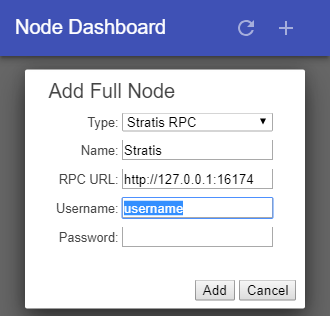 Node Dashboard
Add Full Node
Type: Stratis RPC
Name: Stratis
RPC URL: http://127.0.0.1:16174
Username: username
Password:
Add Cancel